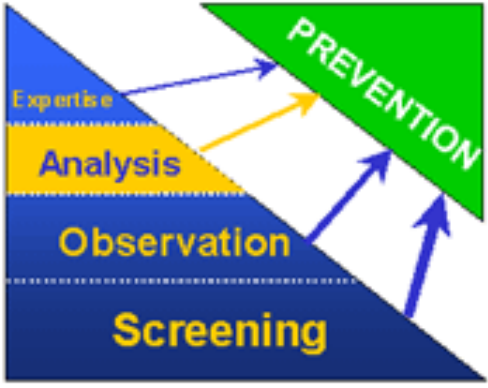 PREVENTION
Expertise
Analysis
Observation
Screening